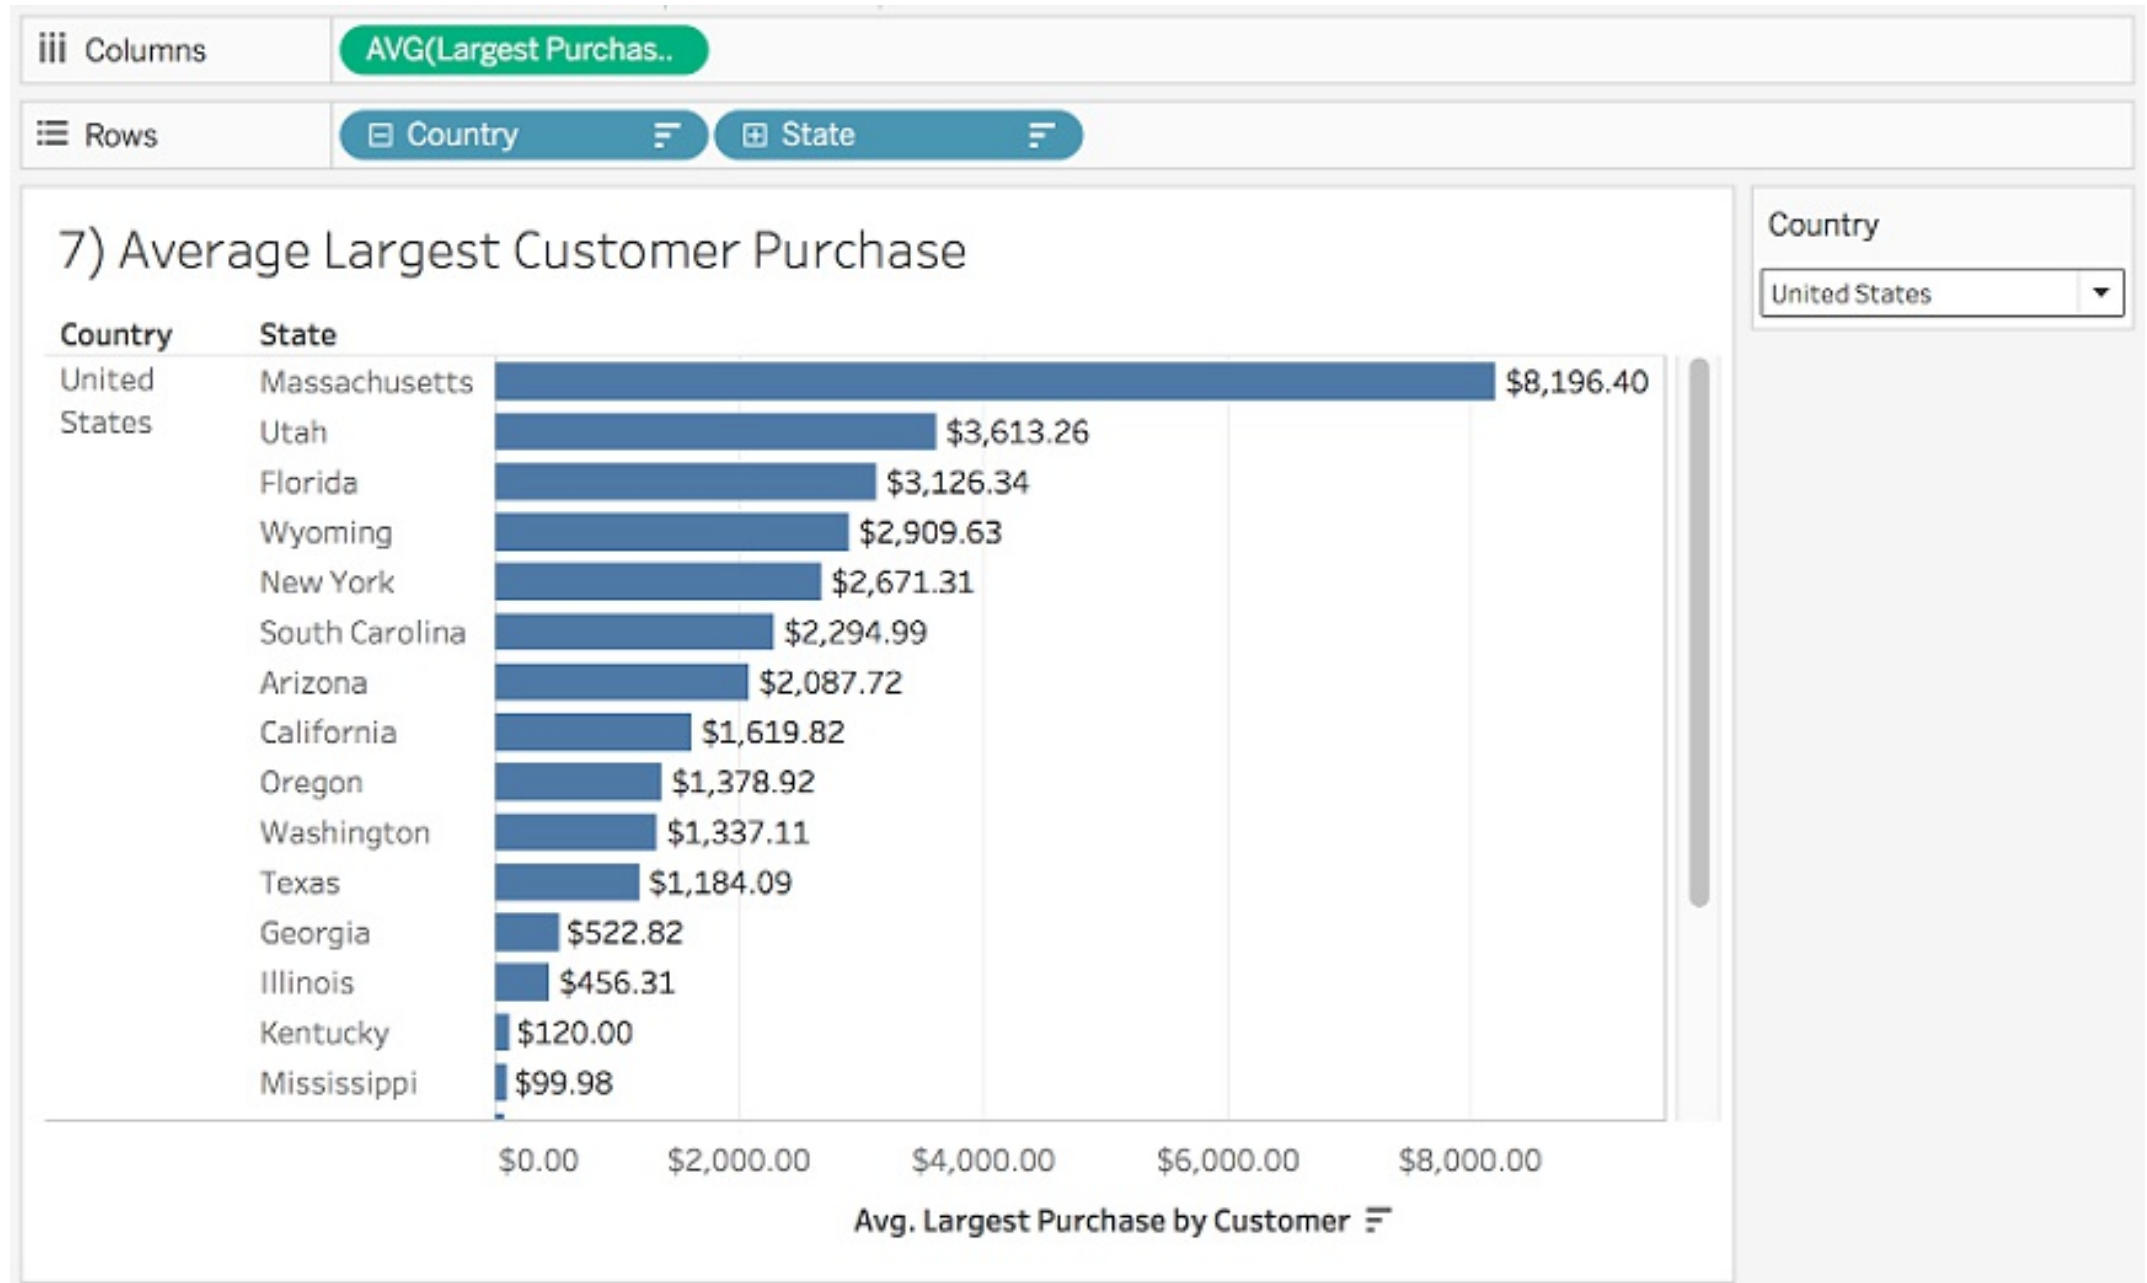 Columns AVG(Largest Purchas..
Rows Country State
7) Average Largest Customer Purchase
Country State
United States
Massachusetts $8,196.40
Utah $3,613.26
Florida $3,126.34
Wyoming $2,909.63
New York $2,671.31
South Carolina $2,294.99
Arizona $2,087.72
California $1,619.82
Oregon $1,378.92
Washington $1,337.11
Texas $1,184.09
Georgia $522.82
Illinois $456.31
Kentucky $120.00
Mississippi $99.98
$0.00 $2,000.00 $4,000.00 $6,000.00 $8,000.00
Avg. Largest Purchase by Customer
Country
United States